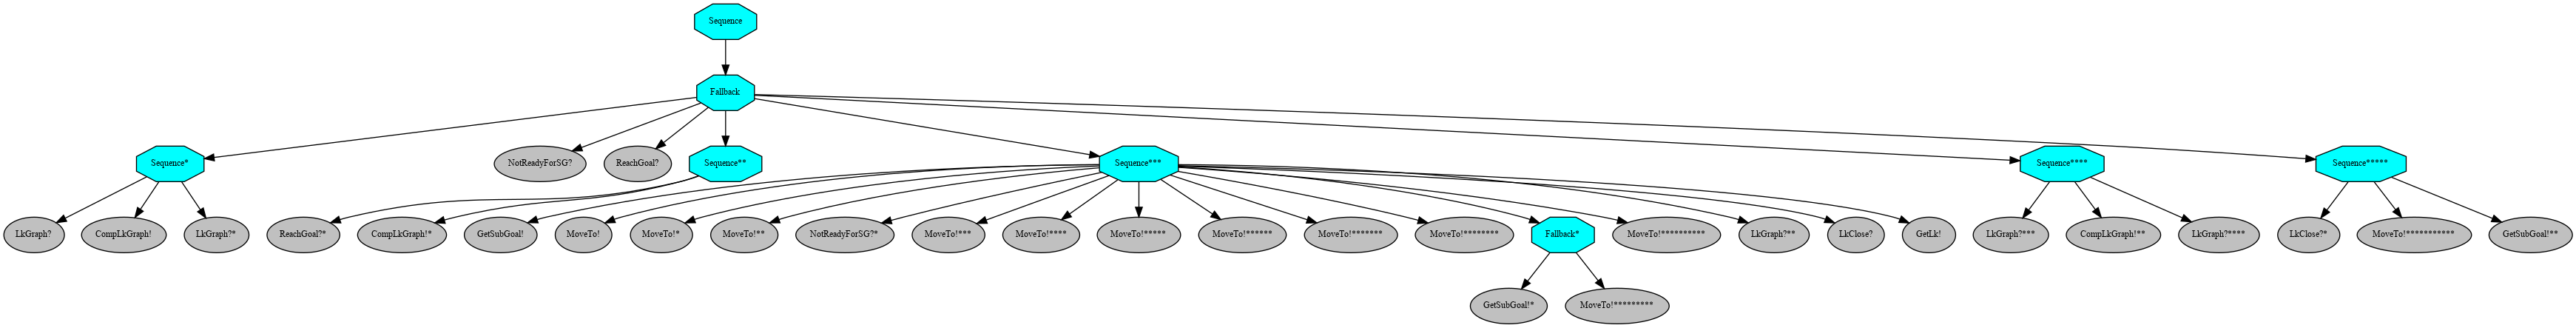 Sequence
Fallback
Sequence*
NotReadyForSG?
ReachGoal?
Sequence**
Sequence***
Sequence****
Sequence*****
LkGraph?
CompLkGraph!
LkGraph?*
ReachGoal?*
CompLkGraph!*
GetSubGoal!
MoveTo!
MoveTo!*
MoveTo!**
NotReadyForSG?*
MoveTo!***
MoveTo!****
MoveTo!*****
MoveTo!******
MoveTo!*******
MoveTo!********
Fallback*
MoveTo!**********
LkGraph?**
LkClose?
GetLk!
LkGraph?***
CompLkGraph!**
LkGraph?****
LkClose?*
MoveTo!***********
GetSubGoal!**
GetSubGoal!*
MoveTo!*********